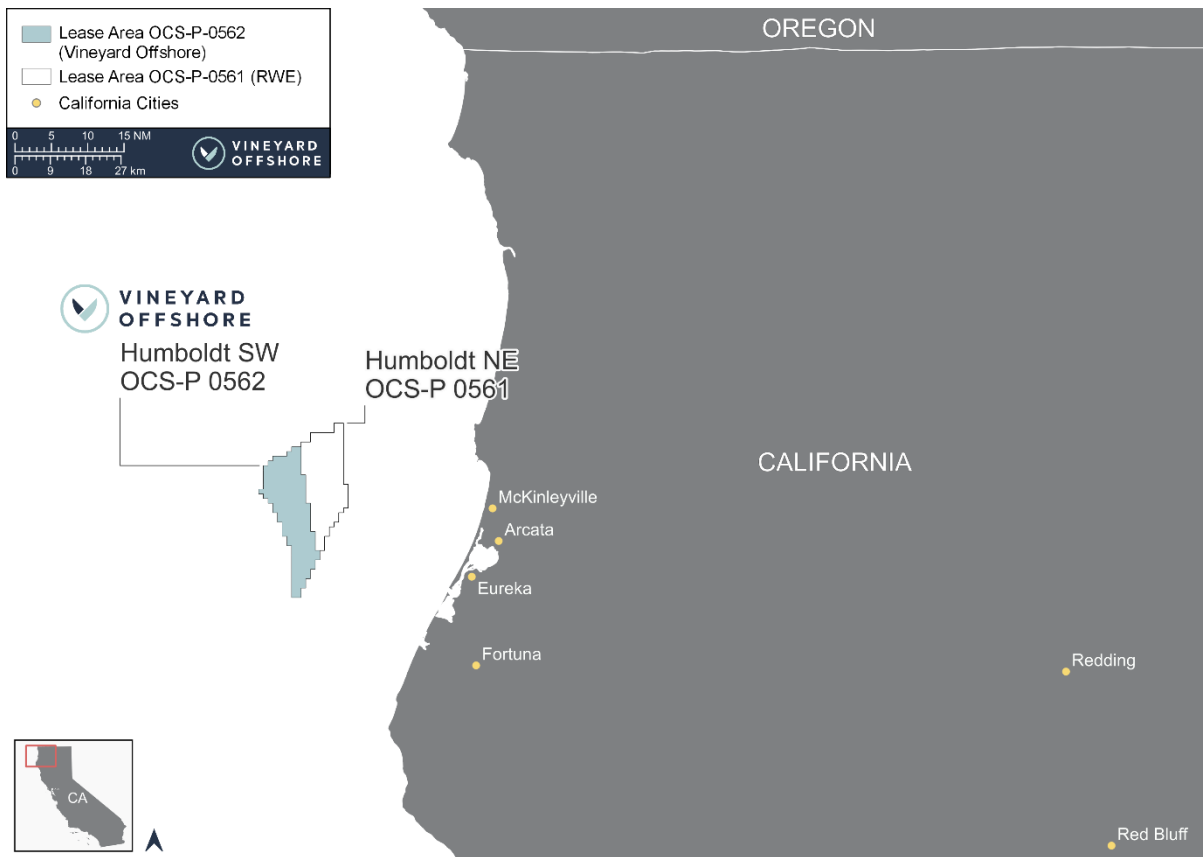 Lease Area OCS-P-0562
(Vineyard Offshore)
Lease Area OCS-P-0561 (RWE)
California Cities
0 5 10 15 NM
0 9 18 27 km
VINEYARD
OFFSHORE
OREGON
VINEYARD
OFFSHORE
Humboldt SW
OCS-P 0562
Humboldt NE
OCS-P 0561
CALIFORNIA
McKinleyville
Arcata
Eureka
Fortuna
Redding
CA
Red Bluff